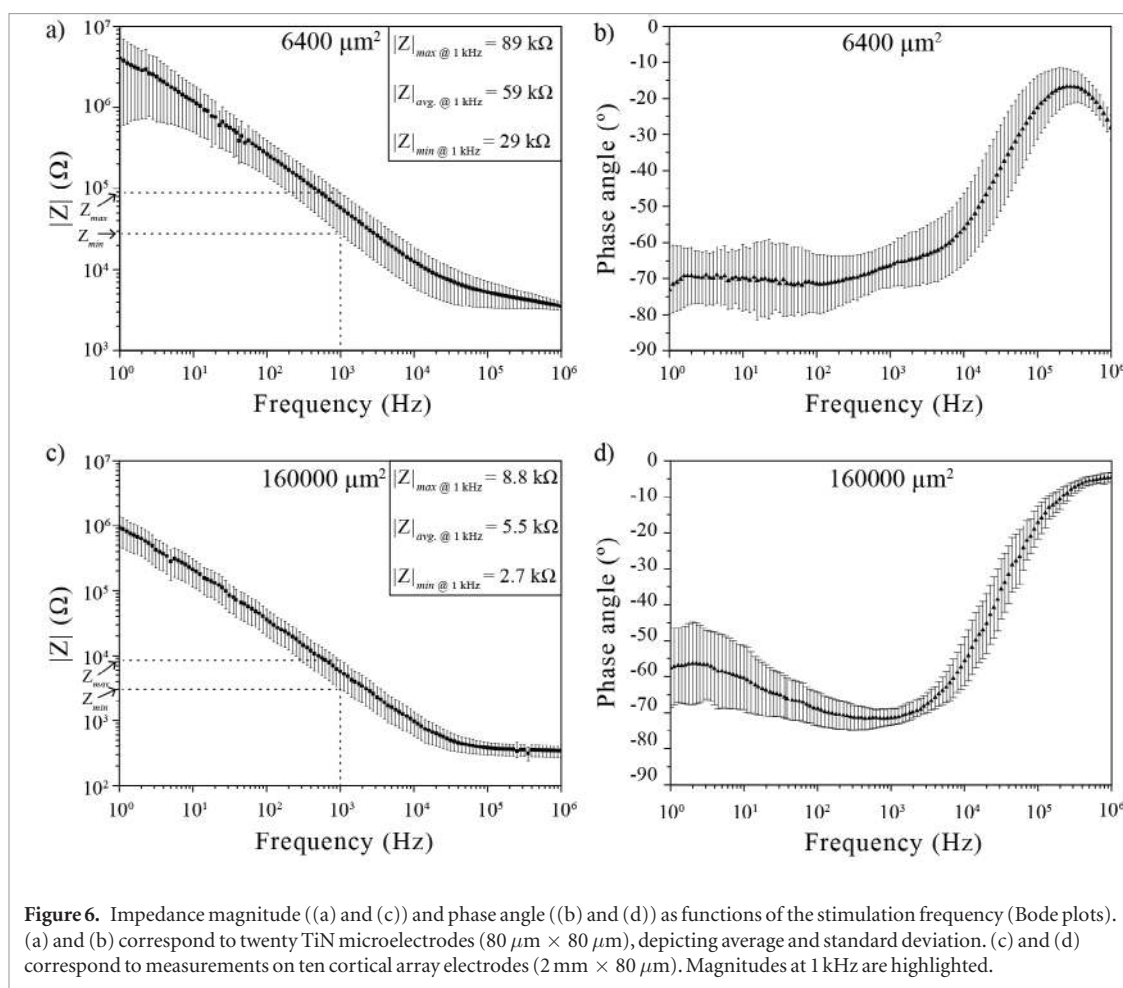 a)
6400 μm²
|Z| max @ 1 kHz = 89 kΩ
|Z| avg. @ 1 kHz = 59 kΩ
|Z| min @ 1 kHz = 29 kΩ
|Z| (Ω)
10⁷
10⁶
10⁵
Zmax
Zmin
10⁴
10³
10⁰ 10¹ 10² 10³ 10⁴ 10⁵ 10⁶
Frequency (Hz)
b)
6400 μm²
Phase angle (º)
0
-10
-20
-30
-40
-50
-60
-70
-80
-90
10⁰ 10¹ 10² 10³ 10⁴ 10⁵ 10⁶
Frequency (Hz)
c)
160000 μm²
|Z| max @ 1 kHz = 8.8 kΩ
|Z| avg. @ 1 kHz = 5.5 kΩ
|Z| min @ 1 kHz = 2.7 kΩ
|Z| (Ω)
10⁷
10⁶
10⁵
10⁴
Zmax
Zmin
10³
10²
10⁰ 10¹ 10² 10³ 10⁴ 10⁵ 10⁶
Frequency (Hz)
d)
160000 μm²
Phase angle (º)
0
-10
-20
-30
-40
-50
-60
-70
-80
-90
10⁰ 10¹ 10² 10³ 10⁴ 10⁵ 10⁶
Frequency (Hz)
Figure 6. Impedance magnitude ((a) and (c)) and phase angle ((b) and (d)) as functions of the stimulation frequency (Bode plots).
(a) and (b) correspond to twenty TiN microelectrodes (80 μm × 80 μm), depicting average and standard deviation. (c) and (d)
correspond to measurements on ten cortical array electrodes (2 mm × 80 μm). Magnitudes at 1 kHz are highlighted.